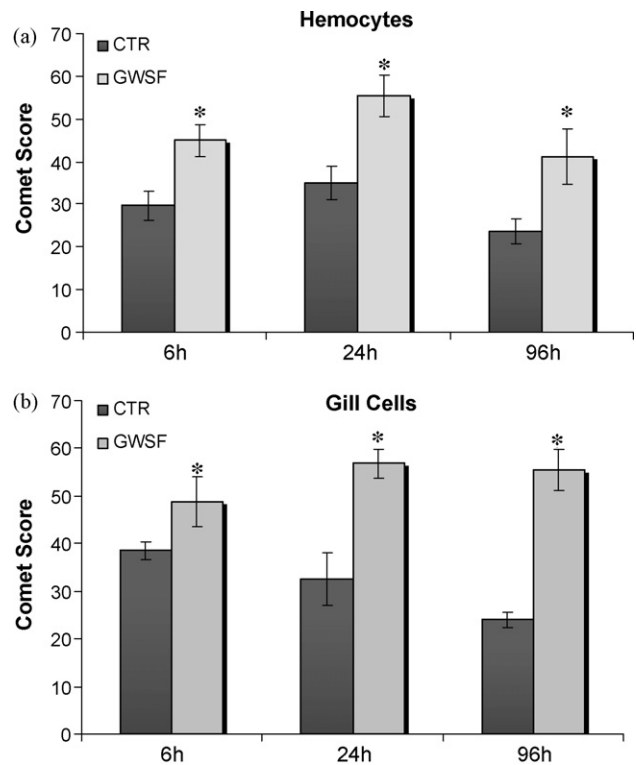 Hemocytes
(a)
70
CTR
60
GWSF
*
*
*
50
40
30
20
10
0
Comet Score
6h 24h 96h
Gill Cells
(b)
70
CTR
60
GWSF
*
*
*
50
40
30
20
10
0
Comet Score
6h 24h 96h